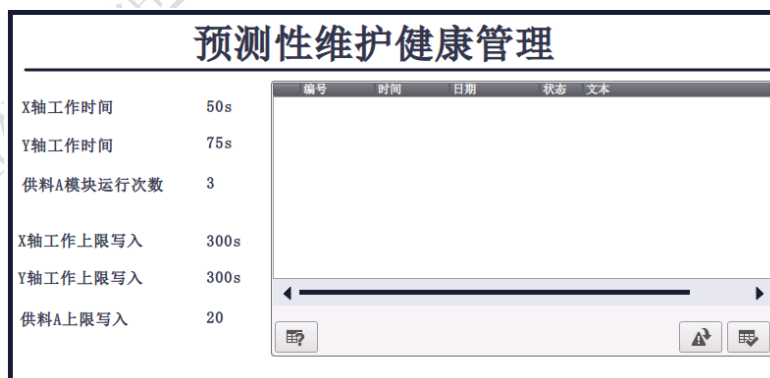 预测性维护健康管理
编号 时间 日期 状态 文本
X轴工作时间 50s
Y轴工作时间 75s
供料A模块运行次数 3
X轴工作上限写入 300s
Y轴工作上限写入 300s
供料A上限写入 20